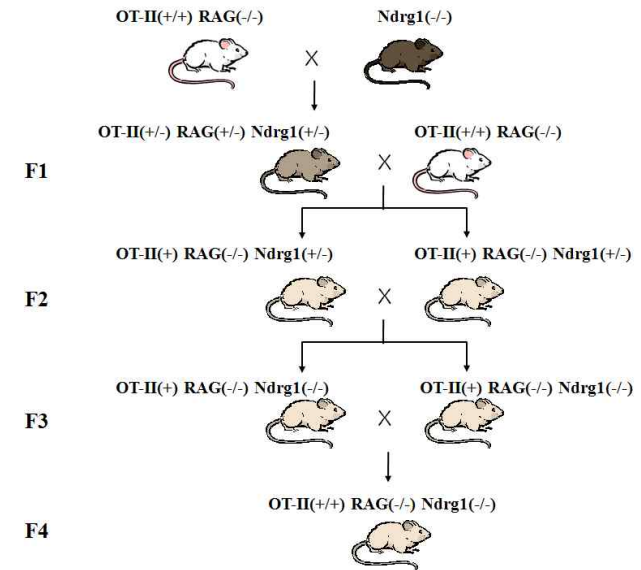 OT-II(+/+) RAG(-/-) Ndrg1(-/-)
X
OT-II(+/-) RAG(+/-) Ndrg1(+/-) OT-II(+/+) RAG(-/-)
F1 X
OT-II(+) RAG(-/-) Ndrg1(+/-) OT-II(+) RAG(-/-) Ndrg1(+/-)
F2 X
OT-II(+) RAG(-/-) Ndrg1(-/-) OT-II(+) RAG(-/-) Ndrg1(-/-)
F3 X
OT-II(+/+) RAG(-/-) Ndrg1(-/-)
F4